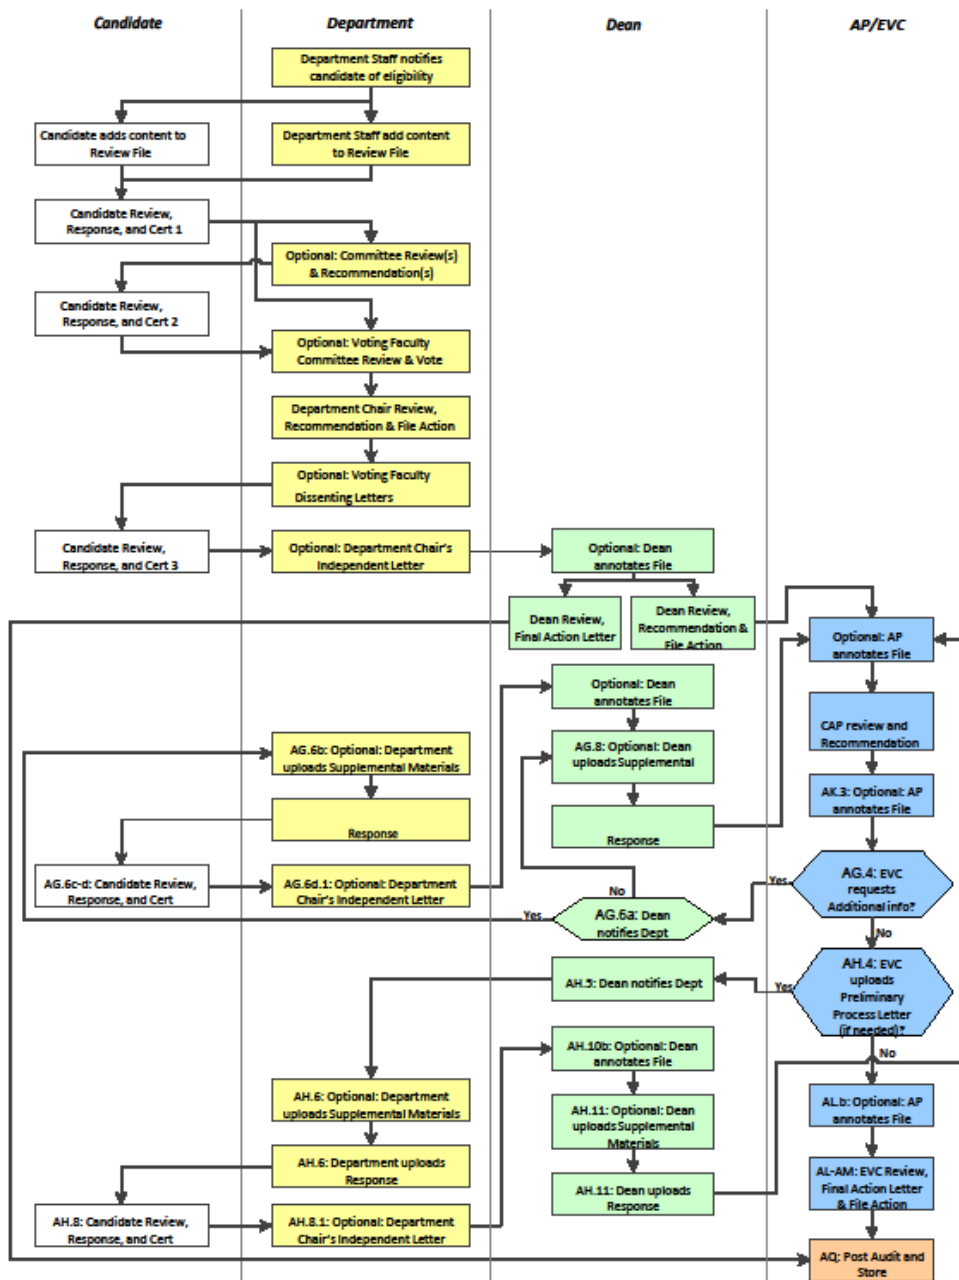 Candidate
Department
Dean
AP/EVC
Department Staff notifies
candidate of eligibility
Candidate adds content to
Review File
Department Staff add content
to Review File
Candidate Review,
Response, and Cert 1
Optional: Committee Review(s)
& Recommendation(s)
Candidate Review,
Response, and Cert 2
Optional: Voting Faculty
Committee Review & Vote
Department Chair Review,
Recommendation & File Action
Optional: Voting Faculty
Dissenting Letters
Candidate Review,
Response, and Cert 3
Optional: Department Chair's
Independent Letter
Optional: Dean
annotates File
Dean Review,
Final Action Letter
Dean Review,
Recommendation &
File Action
Optional: AP
annotates File
Optional: Dean
annotates File
CAP review and
Recommendation
AG.6b: Optional: Department
uploads Supplemental Materials
AG.8: Optional: Dean
uploads Supplemental
AK.3: Optional: AP
annotates File
Response
Response
AG.6c-d: Candidate Review,
Response, and Cert
AG.6d.1: Optional: Department
Chair's Independent Letter
No
Yes
AG.4: EVC
requests
Additional info?
Yes
AG.6a: Dean
notifies Dept
No
AH.5: Dean notifies Dept
Yes
AH.4: EVC
uploads
Preliminary
Process Letter
(if needed)?
No
AH.10b: Optional: Dean
annotates File
AH.6: Optional: Department
uploads Supplemental Materials
AH.11: Optional: Dean
uploads Supplemental
Materials
AL.b: Optional: AP
annotates File
AH.6: Department uploads
Response
AH.11: Dean uploads
Response
AL-AM: EVC Review,
Final Action Letter
& File Action
AH.8: Candidate Review,
Response, and Cert
AH.8.1: Optional: Department
Chair's Independent Letter
AQ: Post Audit and
Store